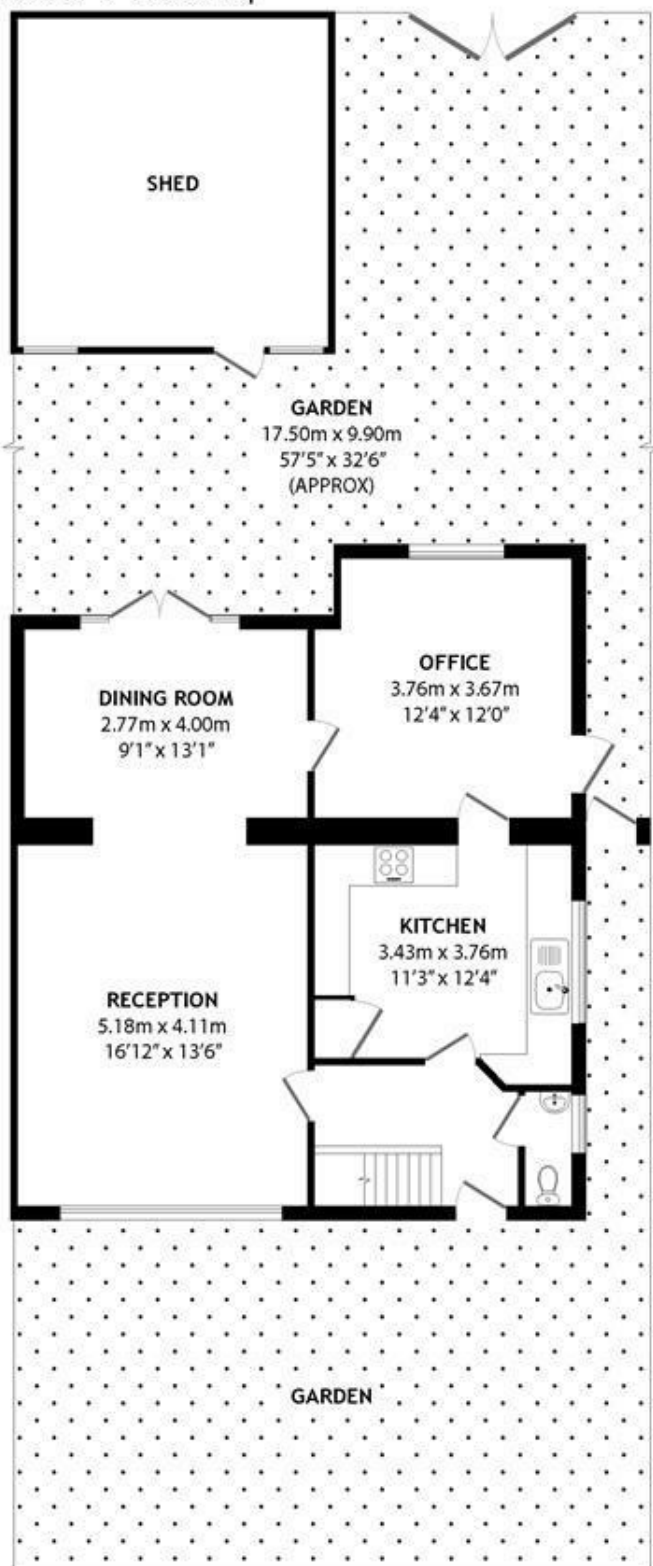 SHED
GARDEN
17.50m x 9.90m
57'5" x 32'6"
(APPROX)
OFFICE
3.76m x 3.67m
12'4" x 12'0"
DINING ROOM
2.77m x 4.00m
9'1" x 13'1"
KITCHEN
3.43m x 3.76m
11'3" x 12'4"
RECEPTION
5.18m x 4.11m
16'12" x 13'6"
GARDEN